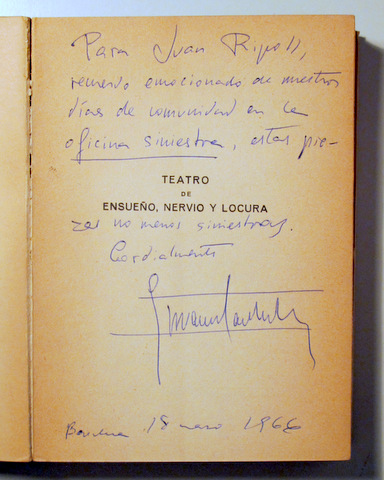 Para Juan Ripoll,
recuerdo emocionado de nuestros
días de comunidad en la
oficina siniestra, estas pie-
TEATRO
DE
ENSUEÑO, NERVIO Y LOCURA
zas no menos siniestras.
Cordialmente
Barcelona 18 1966